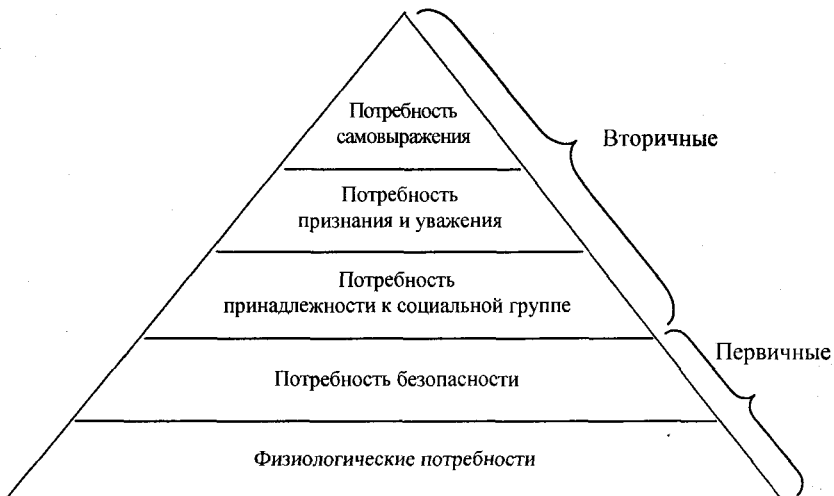 Потребность
самовыражения
Вторичные
Потребность
признания и уважения
Потребность
принадлежности к социальной группе
Первичные
Потребность безопасности
Физиологические потребности